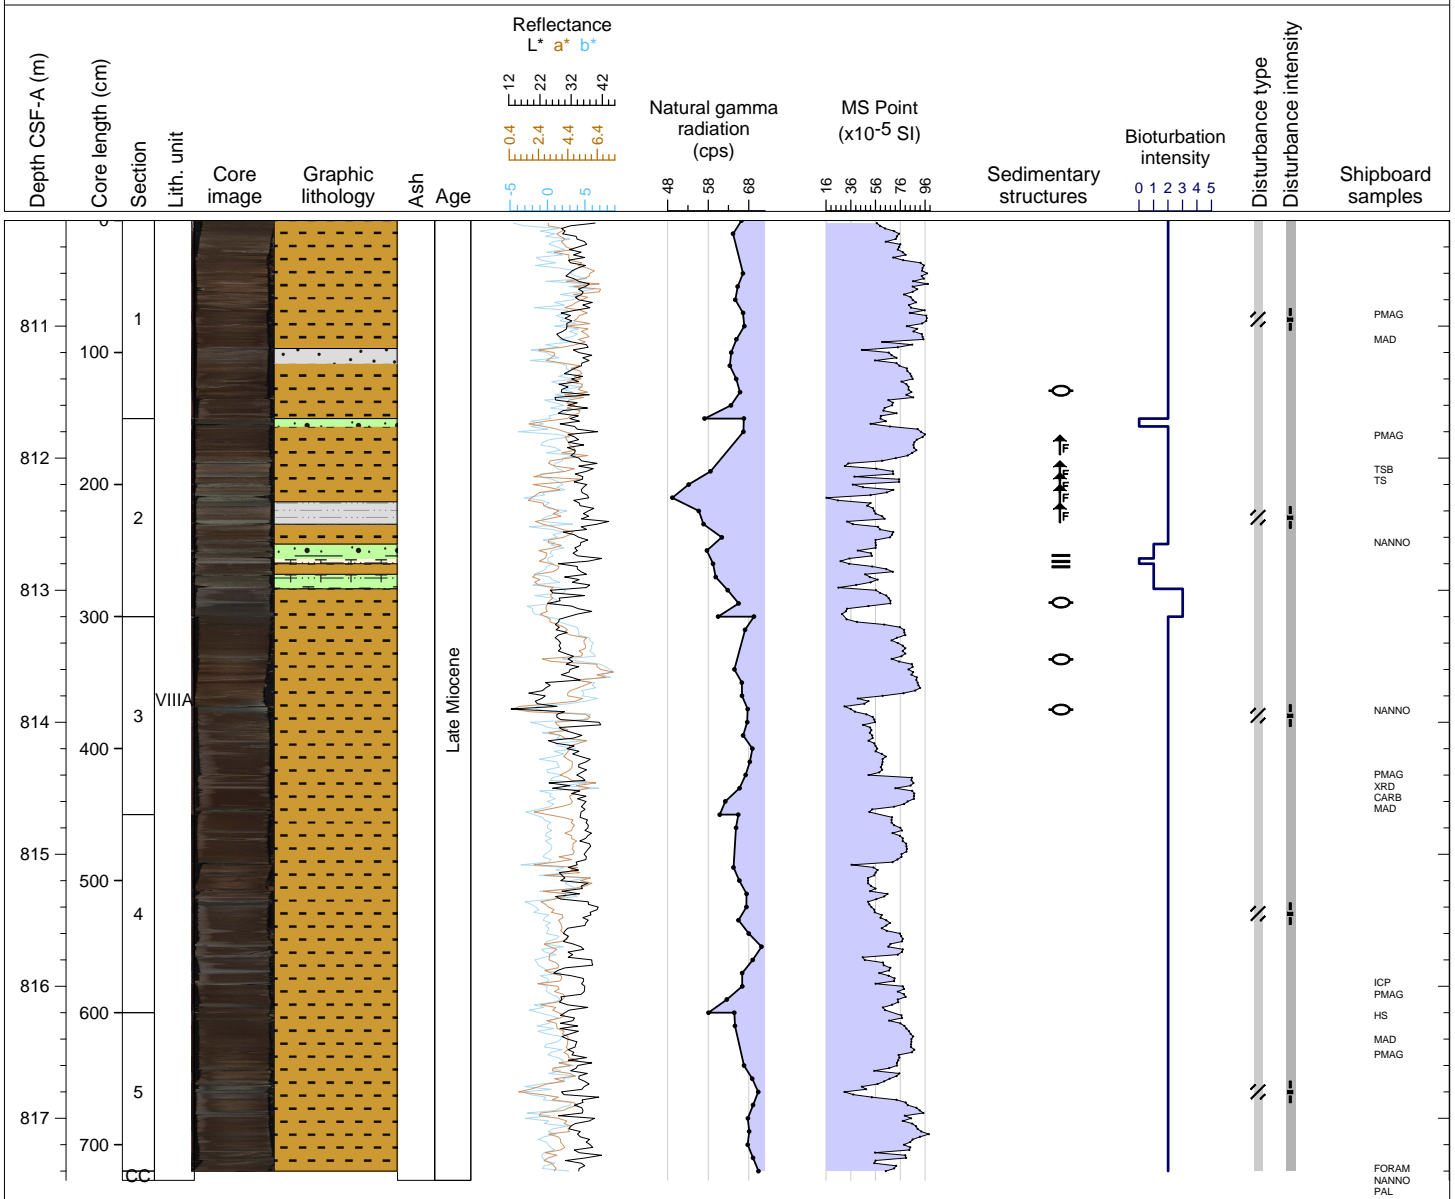 Depth CSF-A (m)
Core length (cm)
Section
Lith. unit
Core image
Graphic lithology
Ash
Age
Reflectance
L* a* b*
12 22 32 42
0.4 2.4 4.4 6.4
-5 0 5
Natural gamma radiation (cps)
48 58 68
MS Point (x10-5 SI)
16 36 56 76 96
Sedimentary structures
Bioturbation intensity
0 1 2 3 4 5
Disturbance type
Disturbance intensity
Shipboard samples
0
811
100
812
200
813
300
814
400
815
500
816
600
817
700
1
2
3
4
5
CC
VIIIA
Late Miocene
F
F
F
F
F
PMAG
MAD
PMAG
TSB
TS
NANNO
NANNO
PMAG
XRD
CARB
MAD
ICP
PMAG
HS
MAD
PMAG
FORAM
NANNO
PAL